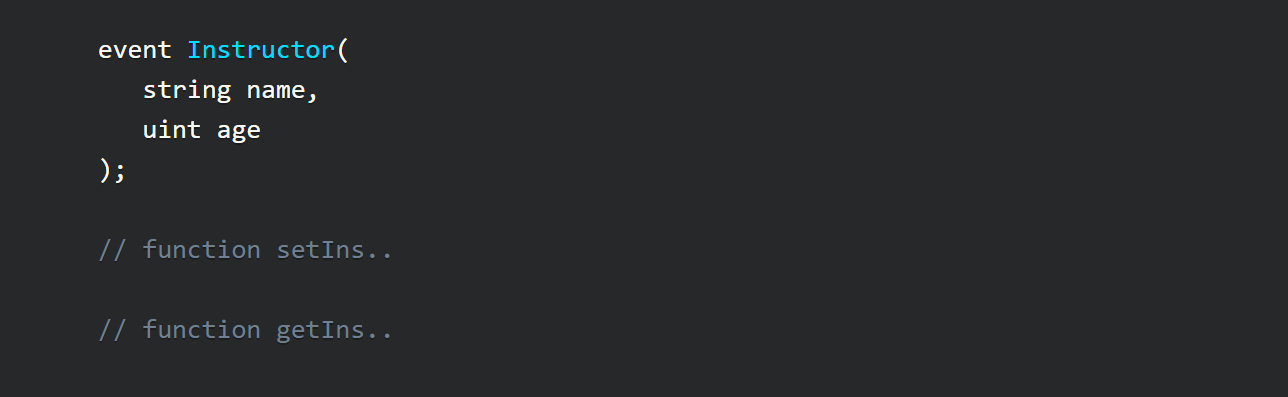 event Instructor(
string name,
uint age
);
// function setIns..
// function getIns..